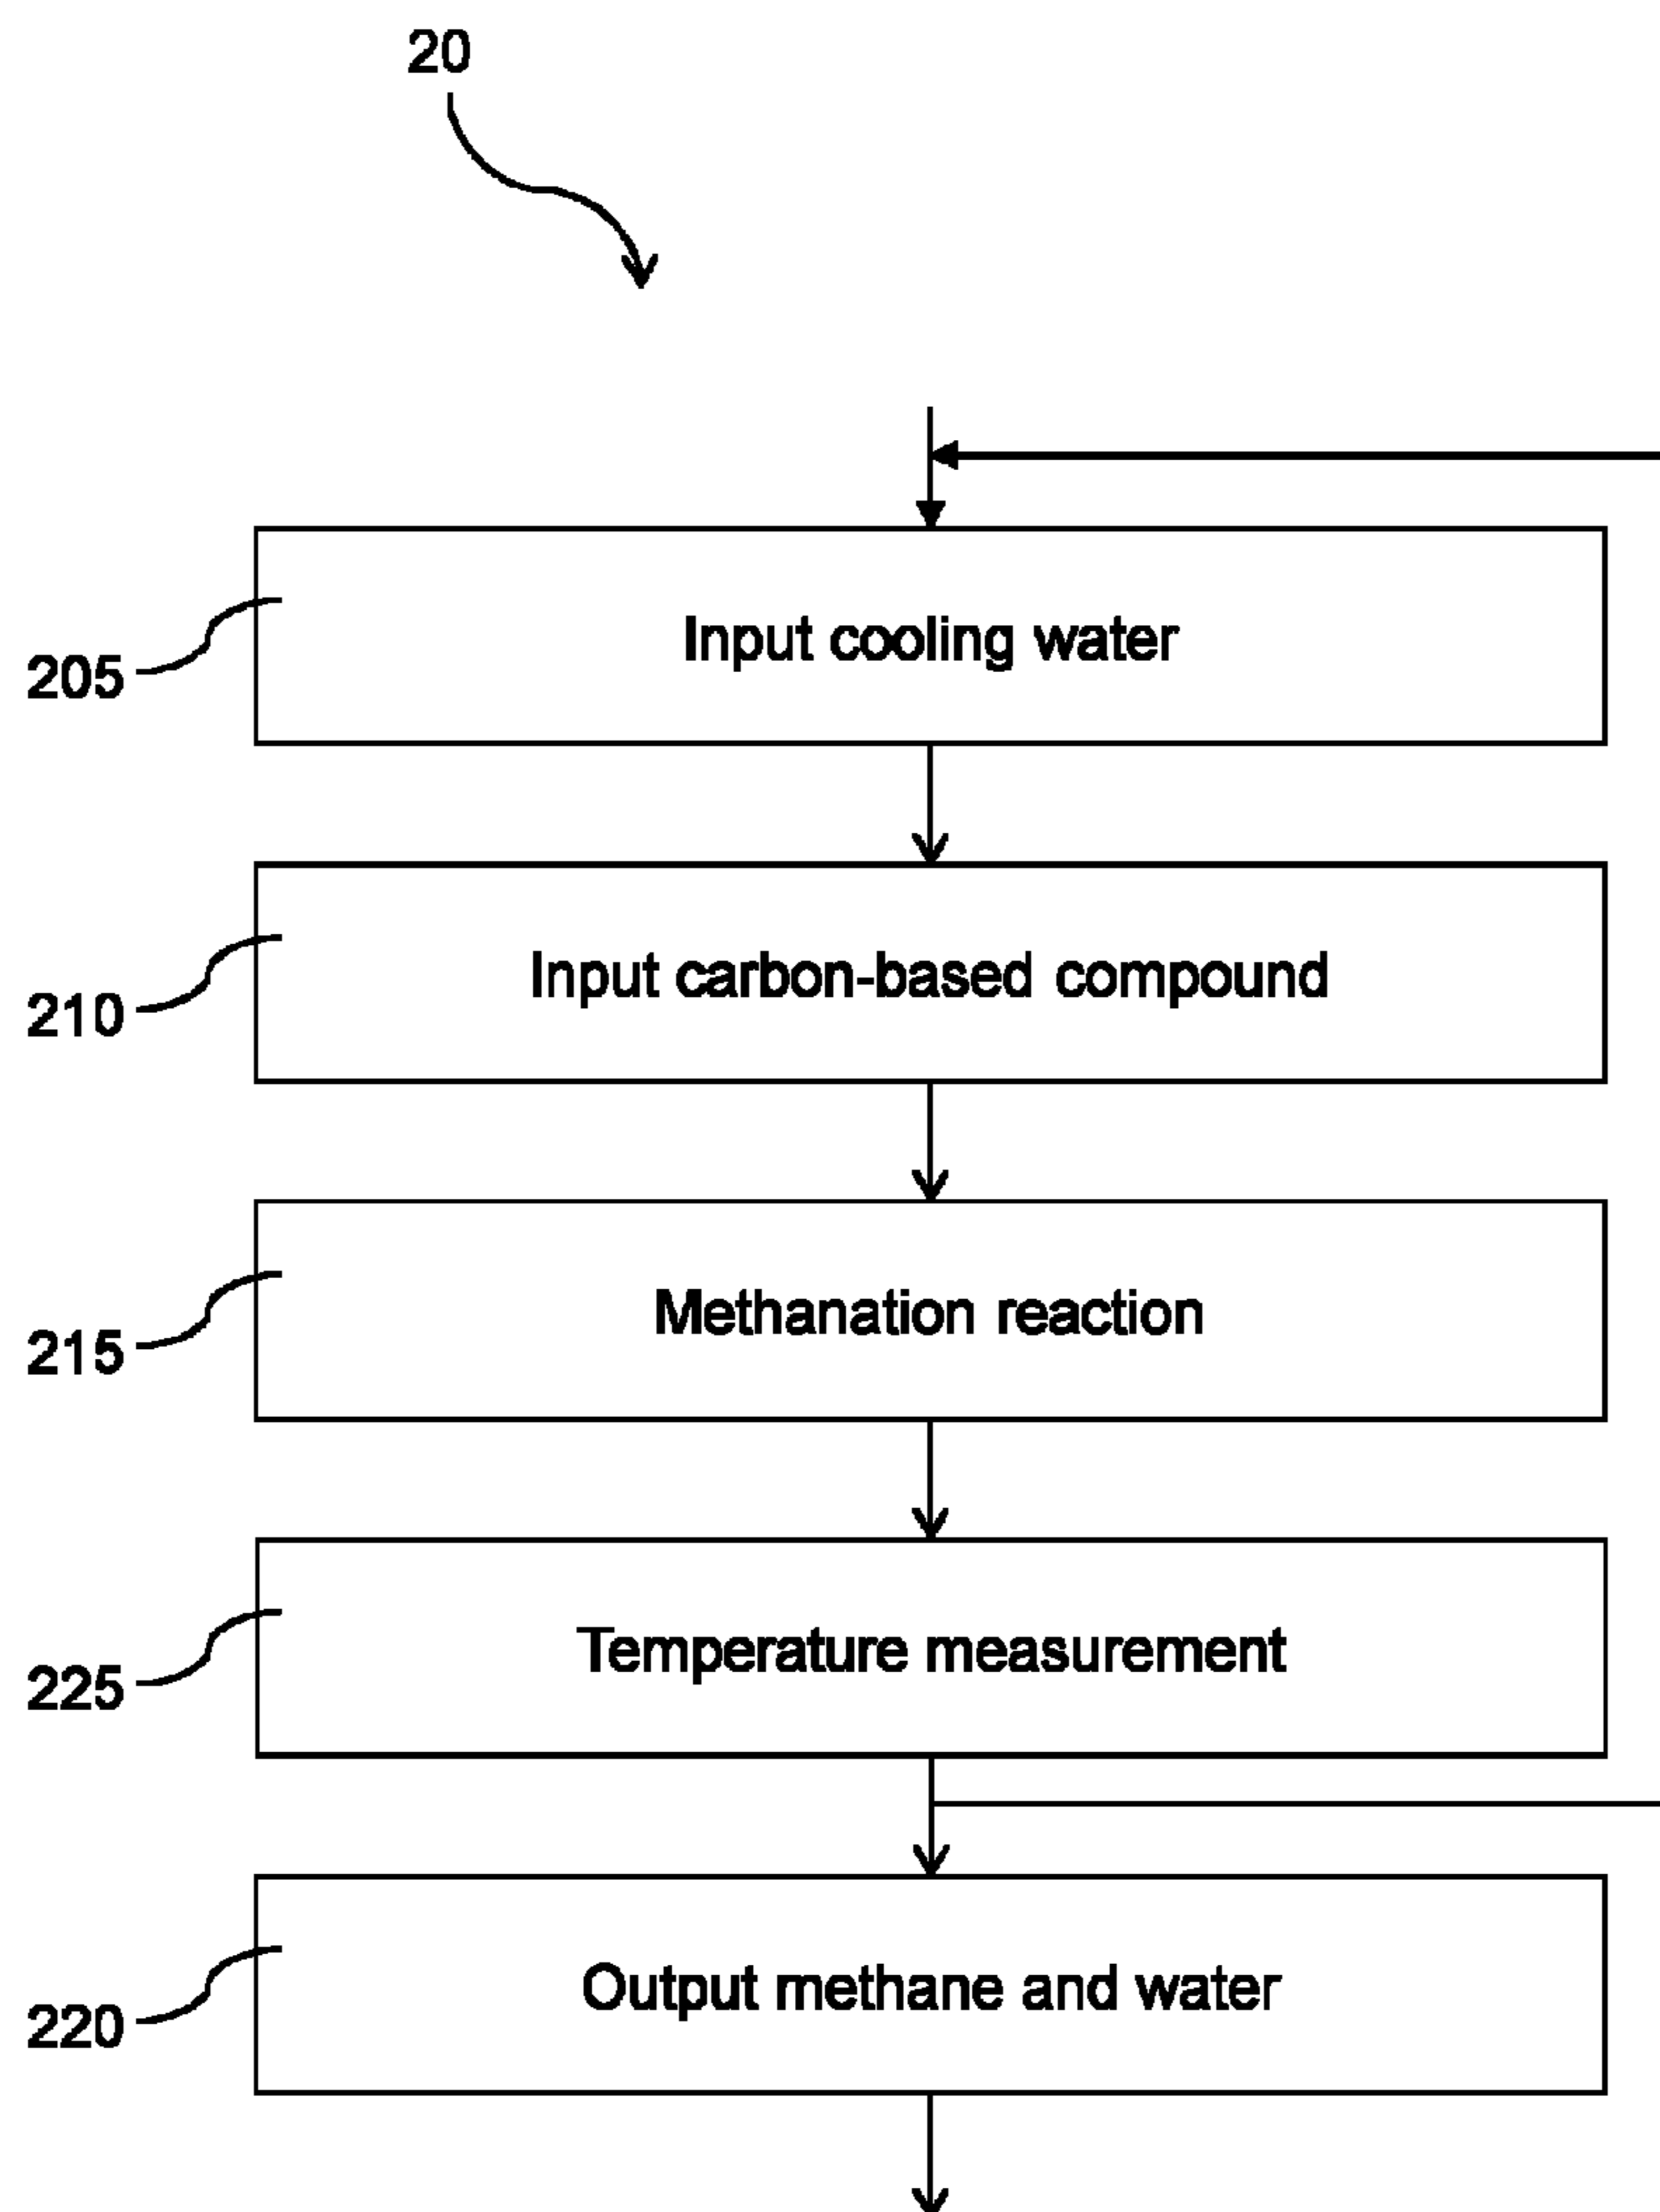 20
205
Input cooling water
210
Input carbon-based compound
215
Methanation reaction
225
Temperature measurement
220
Output methane and water